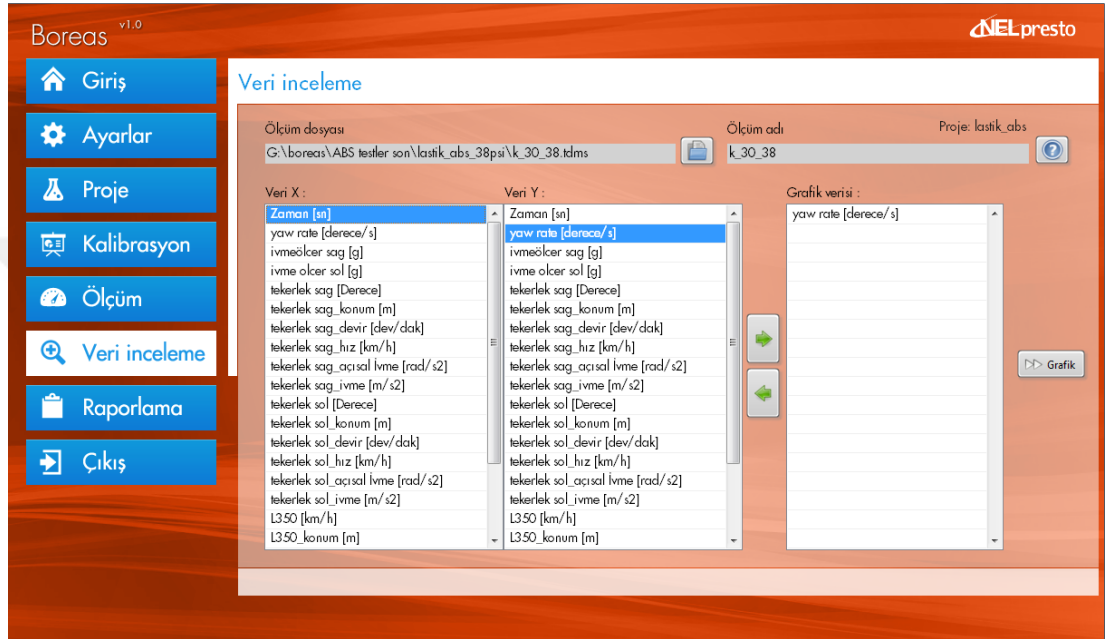 Boreas v1.0
NEL presto
Giriş
Ayarlar
Proje
Kalibrasyon
Ölçüm
Veri inceleme
Raporlama
Çıkış
Veri inceleme
Ölçüm dosyası
G:\boreas\ABS testler son\lastik_abs_38psi\k_30_38.tdms
Ölçüm adı
Proje: lastik_abs
k_30_38
Veri X :
Zaman [sn]
yaw rate [derece/s]
ivmeölcer sag [g]
ivme olcer sol [g]
tekerlek sag [Derece]
tekerlek sag_konum [m]
tekerlek sag_devir [dev/dak]
tekerlek sag_hız [km/h]
tekerlek sag_açısal İvme [rad/s2]
tekerlek sag_ivme [m/s2]
tekerlek sol [Derece]
tekerlek sol_konum [m]
tekerlek sol_devir [dev/dak]
tekerlek sol_hız [km/h]
tekerlek sol_açısal İvme [rad/s2]
tekerlek sol_ivme [m/s2]
L350 [km/h]
L350_konum [m]
Veri Y :
Zaman [sn]
yaw rate [derece/s]
ivmeölcer sag [g]
ivme olcer sol [g]
tekerlek sag [Derece]
tekerlek sag_konum [m]
tekerlek sag_devir [dev/dak]
tekerlek sag_hız [km/h]
tekerlek sag_açısal İvme [rad/s2]
tekerlek sag_ivme [m/s2]
tekerlek sol [Derece]
tekerlek sol_konum [m]
tekerlek sol_devir [dev/dak]
tekerlek sol_hız [km/h]
tekerlek sol_açısal İvme [rad/s2]
tekerlek sol_ivme [m/s2]
L350 [km/h]
L350_konum [m]
Grafik verisi :
yaw rate [derece/s]
Grafik